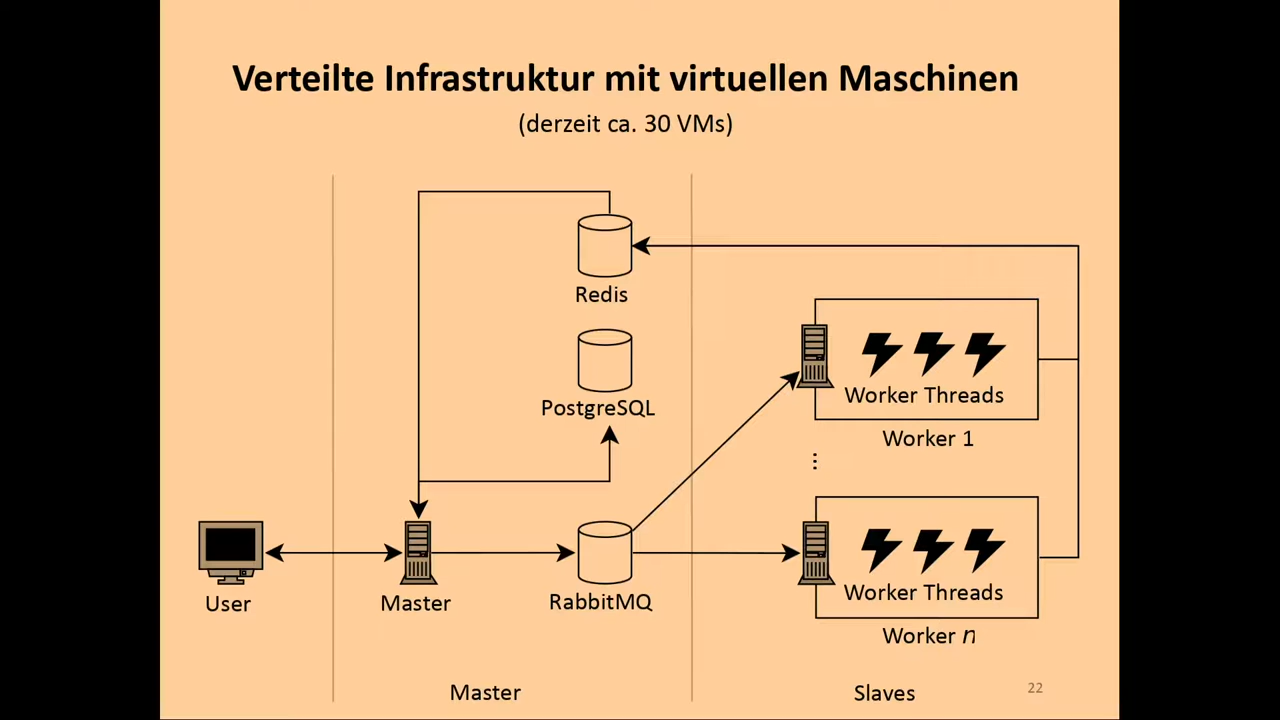 Verteilte Infrastruktur mit virtuellen Maschinen
(derzeit ca. 30 VMs)
Redis
PostgreSQL
Worker Threads
Worker 1
⋮
User
Master
RabbitMQ
Worker Threads
Worker n
Master
Slaves
22